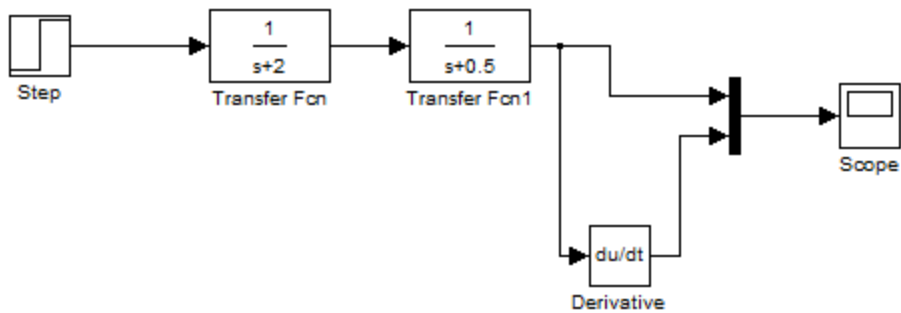 Step
1
s+2
Transfer Fcn
1
s+0.5
Transfer Fcn1
du/dt
Derivative
Scope